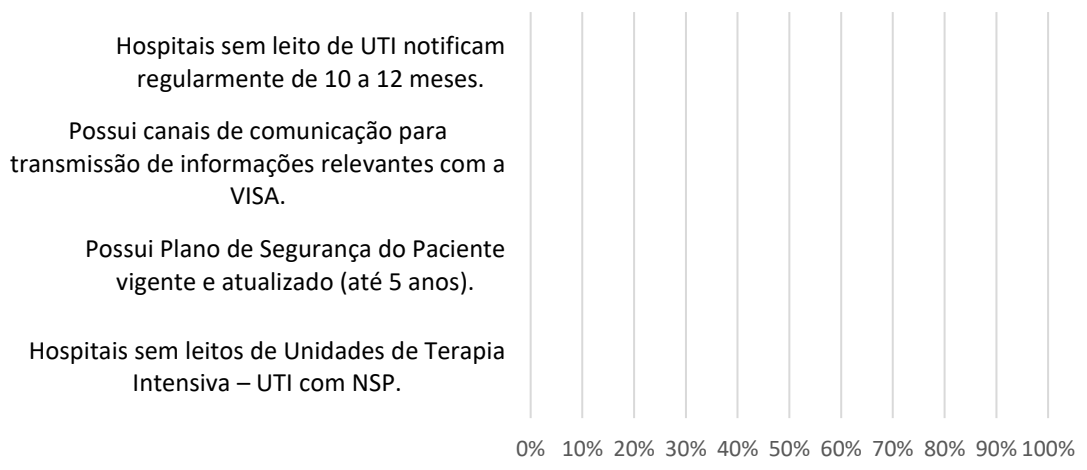 Hospitais sem leito de UTI notificam
regularmente de 10 a 12 meses.
Possui canais de comunicação para
transmissão de informações relevantes com a
VISA.
Possui Plano de Segurança do Paciente
vigente e atualizado (até 5 anos).
Hospitais sem leitos de Unidades de Terapia
Intensiva – UTI com NSP.
0% 10% 20% 30% 40% 50% 60% 70% 80% 90% 100%